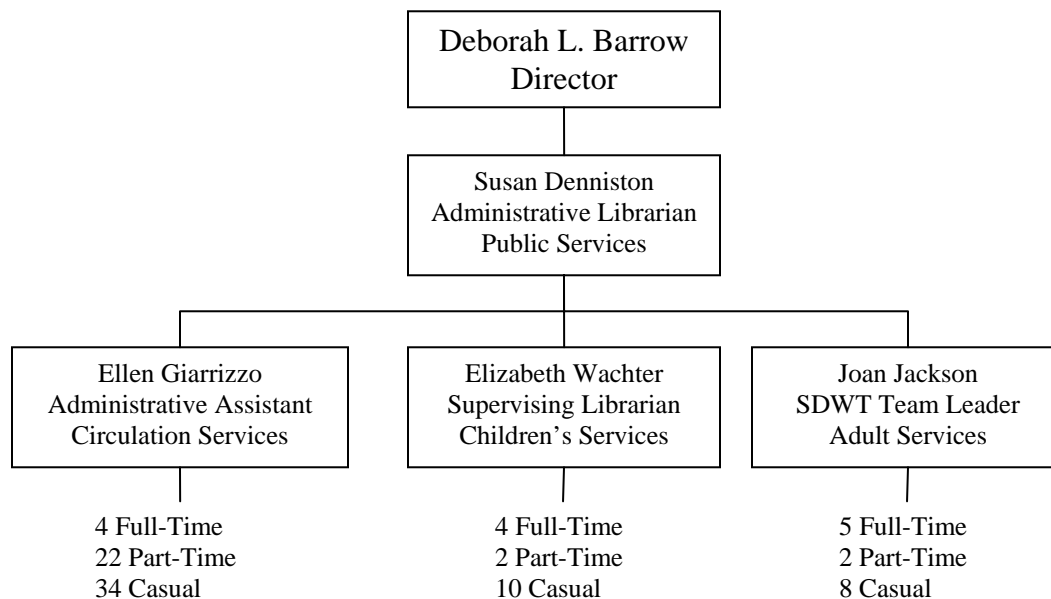 Deborah L. Barrow
Director
Susan Denniston
Administrative Librarian
Public Services
Ellen Giarrizzo
Administrative Assistant
Circulation Services
Elizabeth Wachter
Supervising Librarian
Children’s Services
Joan Jackson
SDWT Team Leader
Adult Services
4 Full-Time
22 Part-Time
34 Casual
4 Full-Time
2 Part-Time
10 Casual
5 Full-Time
2 Part-Time
8 Casual